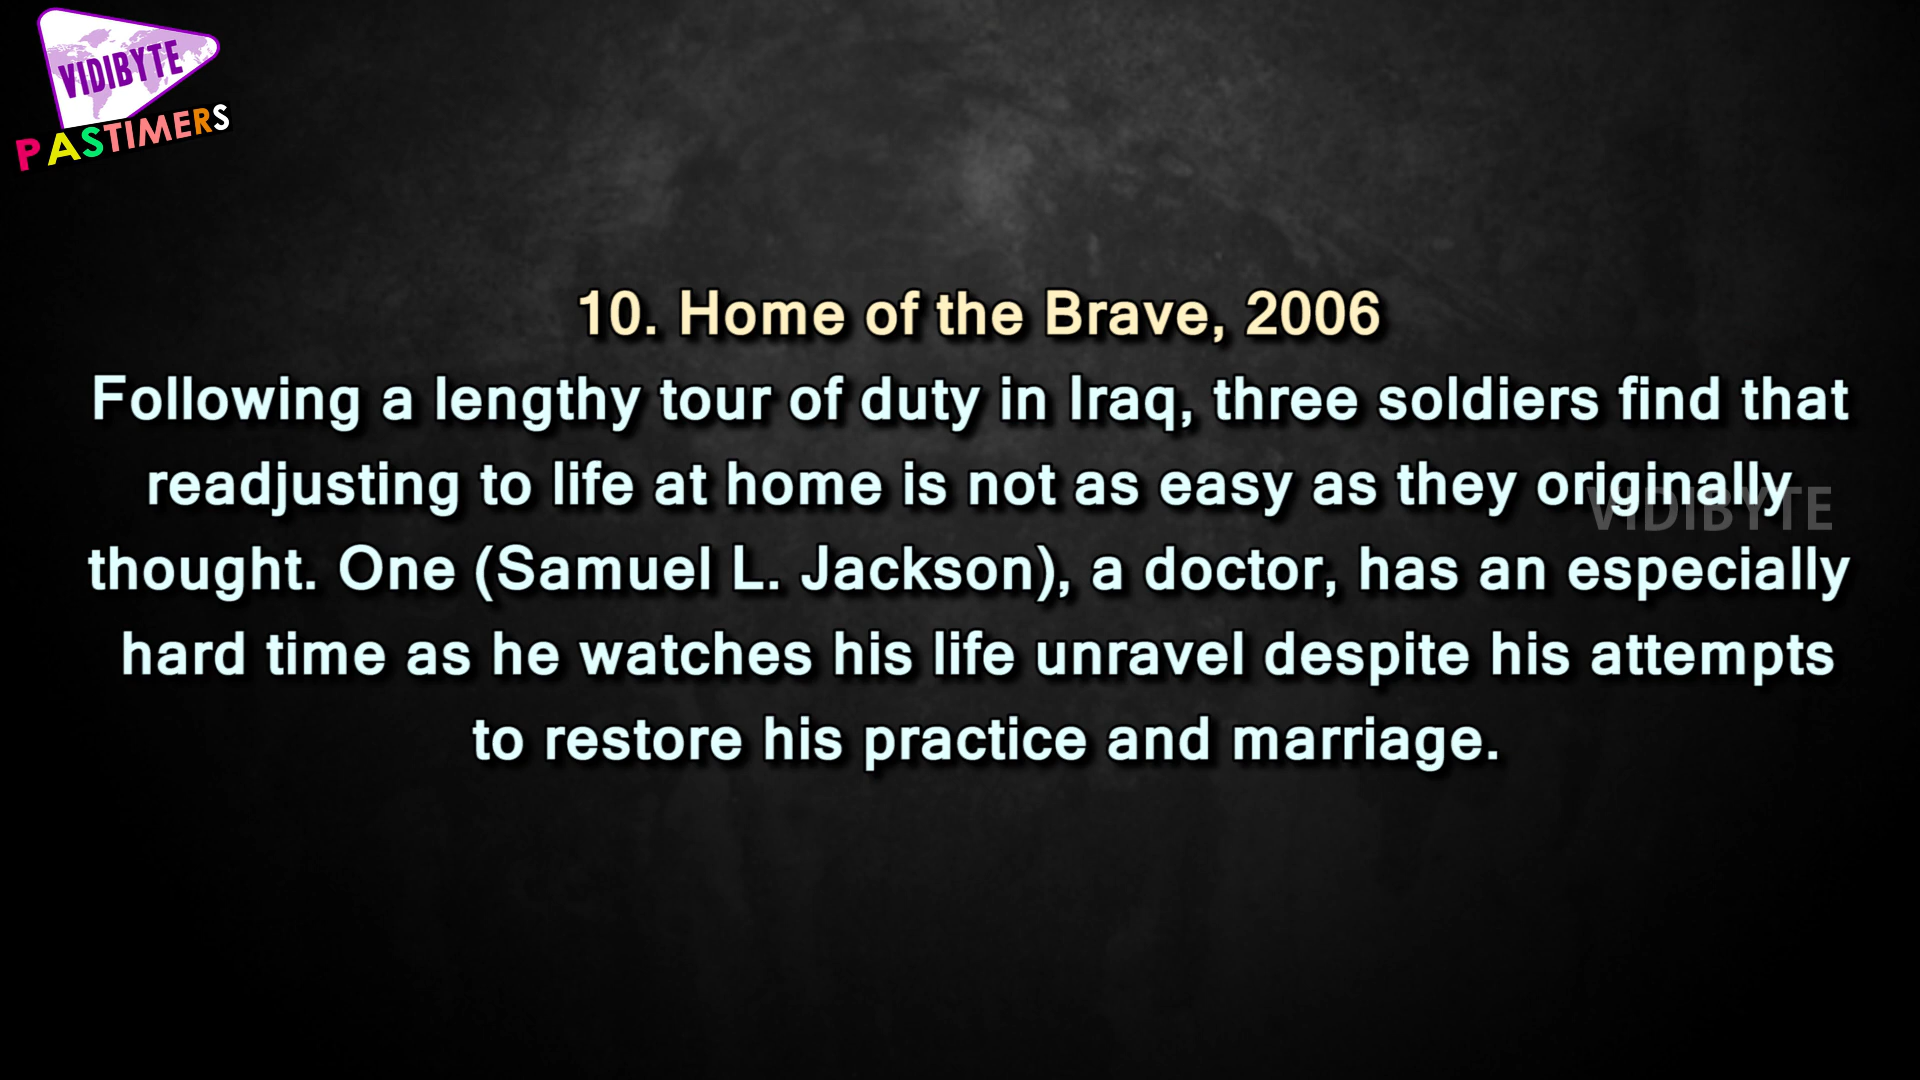 VIDIBYTE
PASTIMERS
10. Home of the Brave, 2006
Following a lengthy tour of duty in Iraq, three soldiers find that
readjusting to life at home is not as easy as they originally
VIDIBYTE
thought. One (Samuel L. Jackson), a doctor, has an especially
hard time as he watches his life unravel despite his attempts
to restore his practice and marriage.